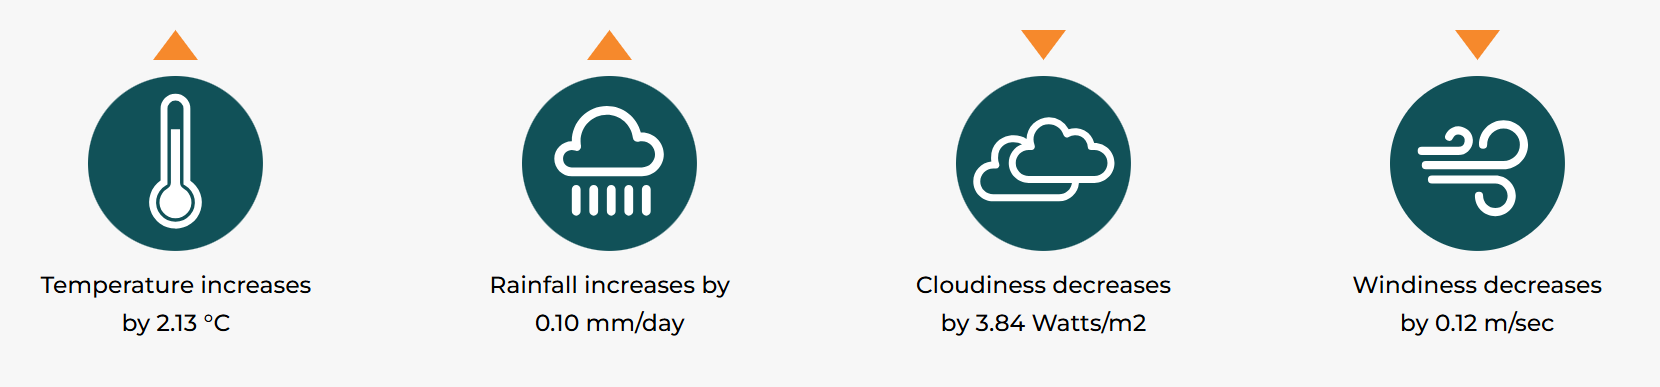 Temperature increases
by 2.13 °C
Rainfall increases by
0.10 mm/day
Cloudiness decreases
by 3.84 Watts/m2
Windiness decreases
by 0.12 m/sec